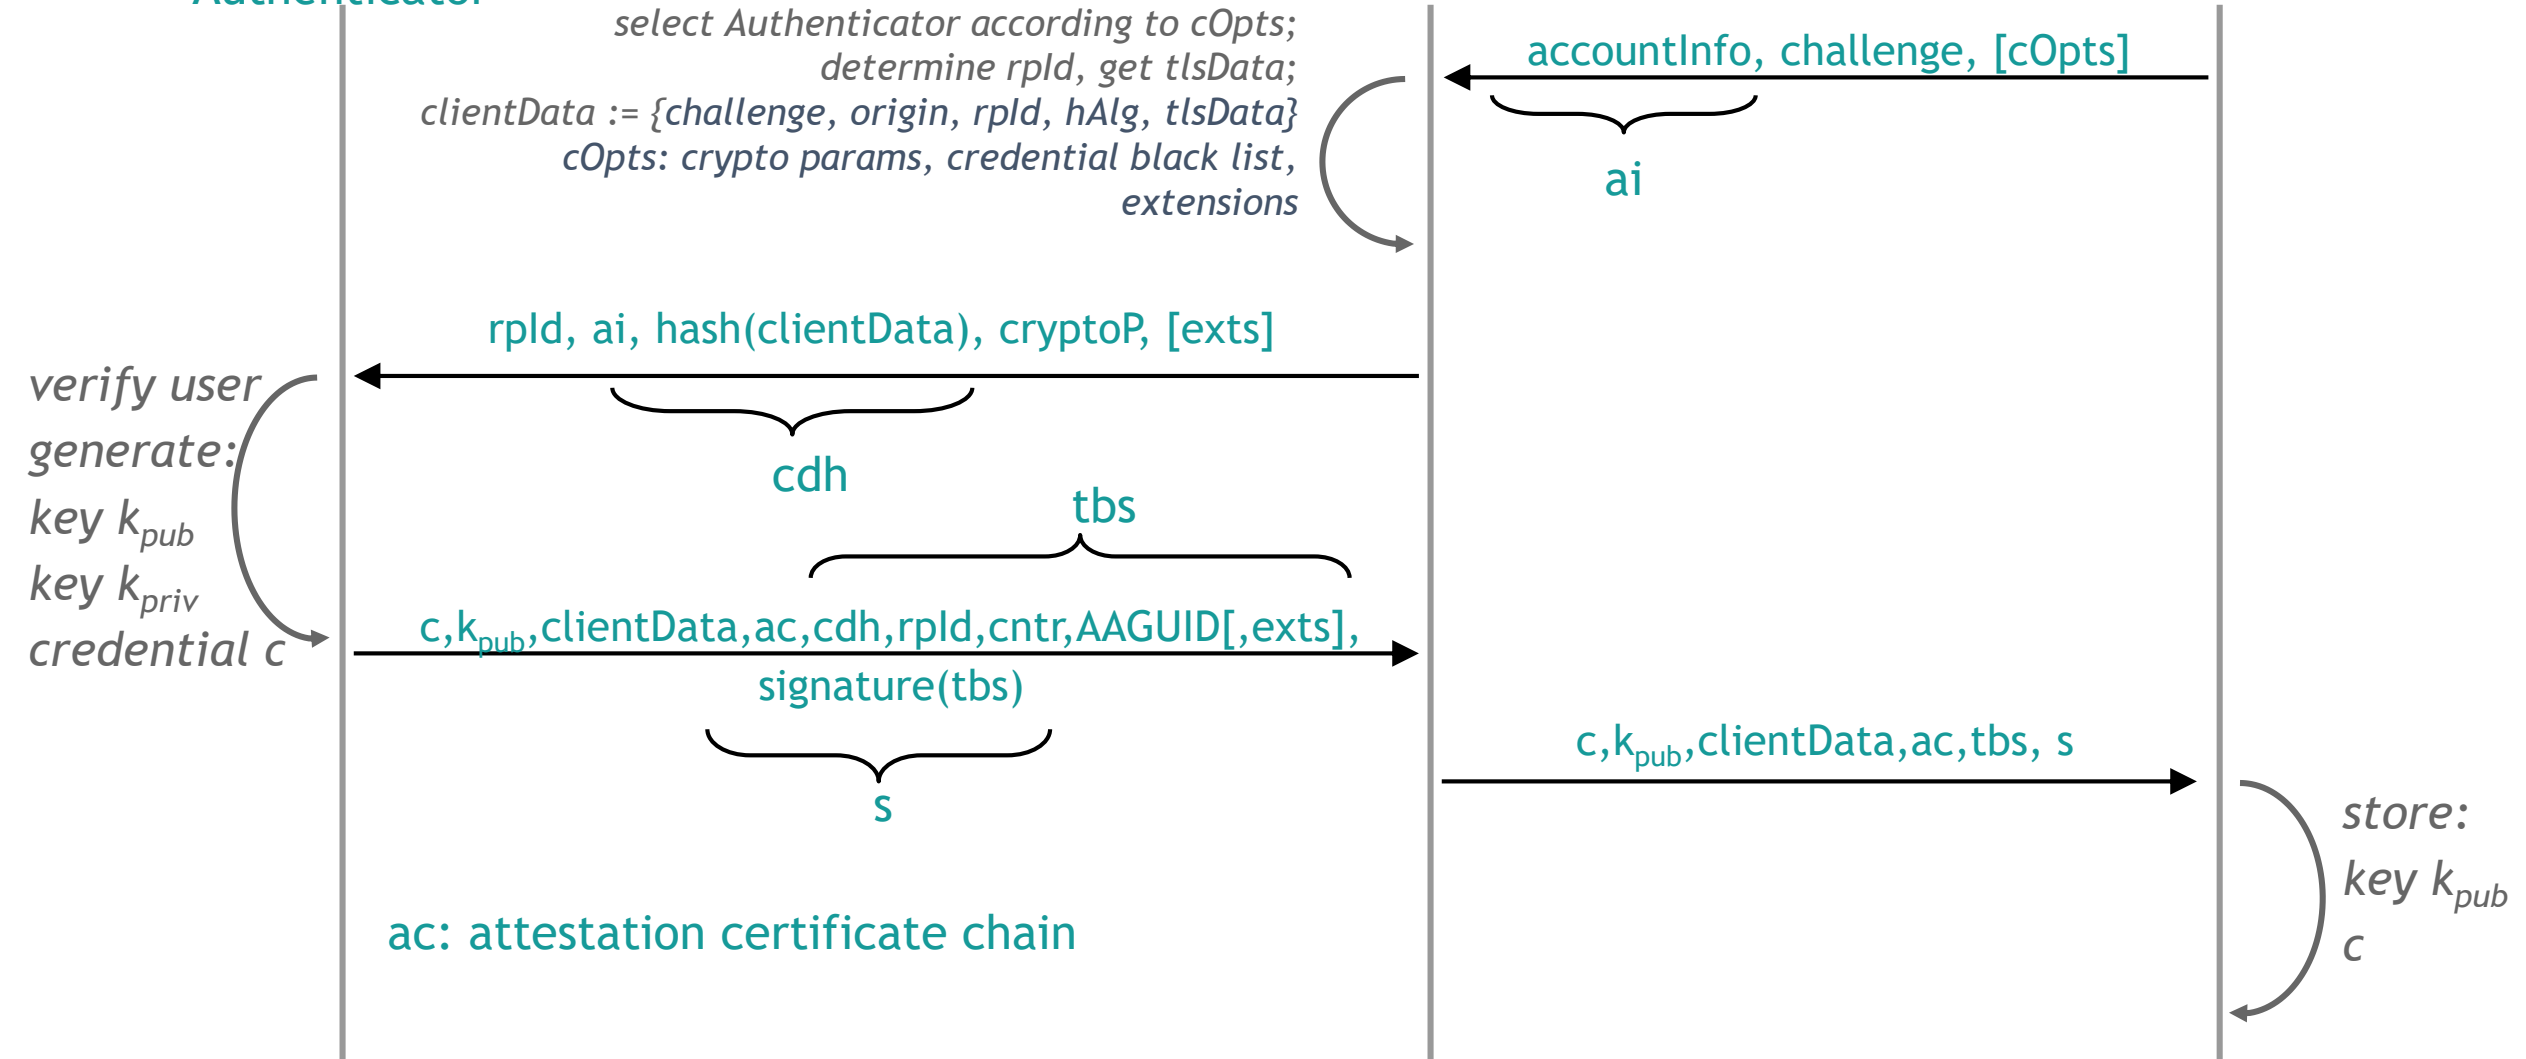 Authenticator
select Authenticator according to cOpts;
determine rpId, get tlsData;
clientData := {challenge, origin, rpId, hAlg, tlsData}
cOpts: crypto params, credential black list,
extensions
accountInfo, challenge, [cOpts]
ai
rpId, ai, hash(clientData), cryptoP, [exts]
cdh
verify user
generate:
key kpub
key kpriv
credential c
tbs
c,kpub,clientData,ac,cdh,rpId,cntr,AAGUID[,exts],
signature(tbs)
s
c,kpub,clientData,ac,tbs, s
store:
key kpub
c
ac: attestation certificate chain